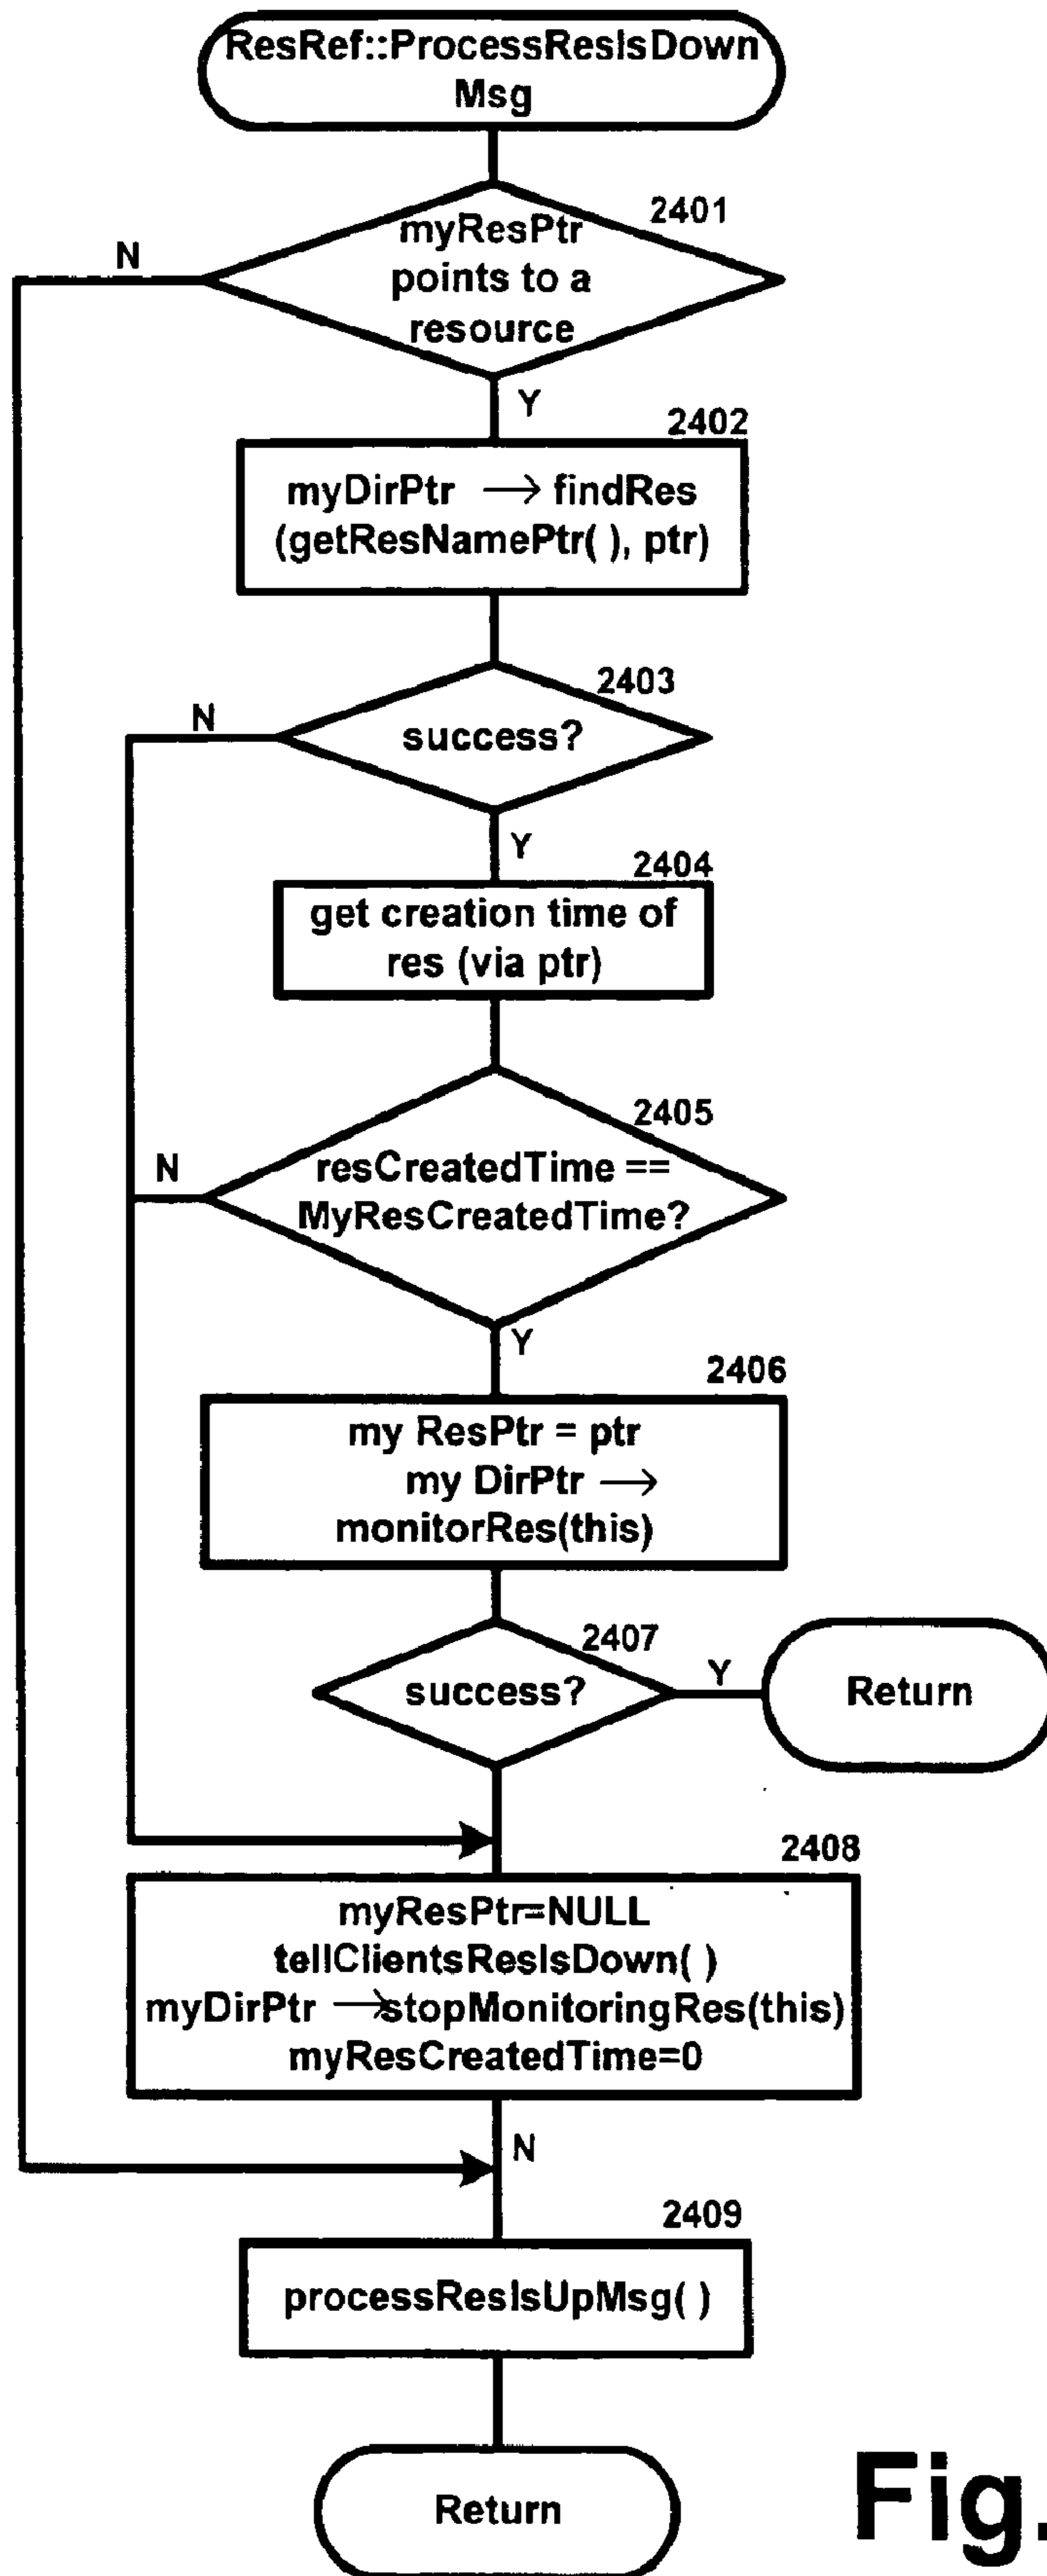 ResRef::ProcessResIsDown
Msg
2401
N
myResPtr
points to a
resource
Y
2402
myDirPtr → findRes
(getResNamePtr( ), ptr)
2403
N
success?
Y
2404
get creation time of
res (via ptr)
2405
N
resCreatedTime ==
MyResCreatedTime?
Y
2406
my ResPtr = ptr
my DirPtr →
monitorRes(this)
2407
success?
Y
Return
2408
myResPtr=NULL
tellClientsResIsDown( )
myDirPtr →stopMonitoringRes(this)
myResCreatedTime=0
N
2409
processResIsUpMsg( )
Return
Fig.